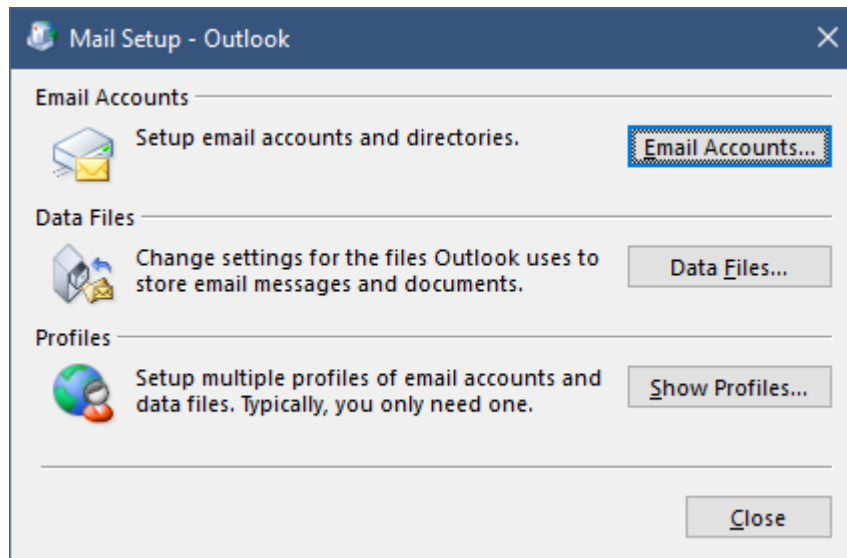 Mail Setup - Outlook
Email Accounts
Setup email accounts and directories.
Email Accounts...
Data Files
Change settings for the files Outlook uses to
store email messages and documents.
Data Files...
Profiles
Setup multiple profiles of email accounts and
data files. Typically, you only need one.
Show Profiles...
Close